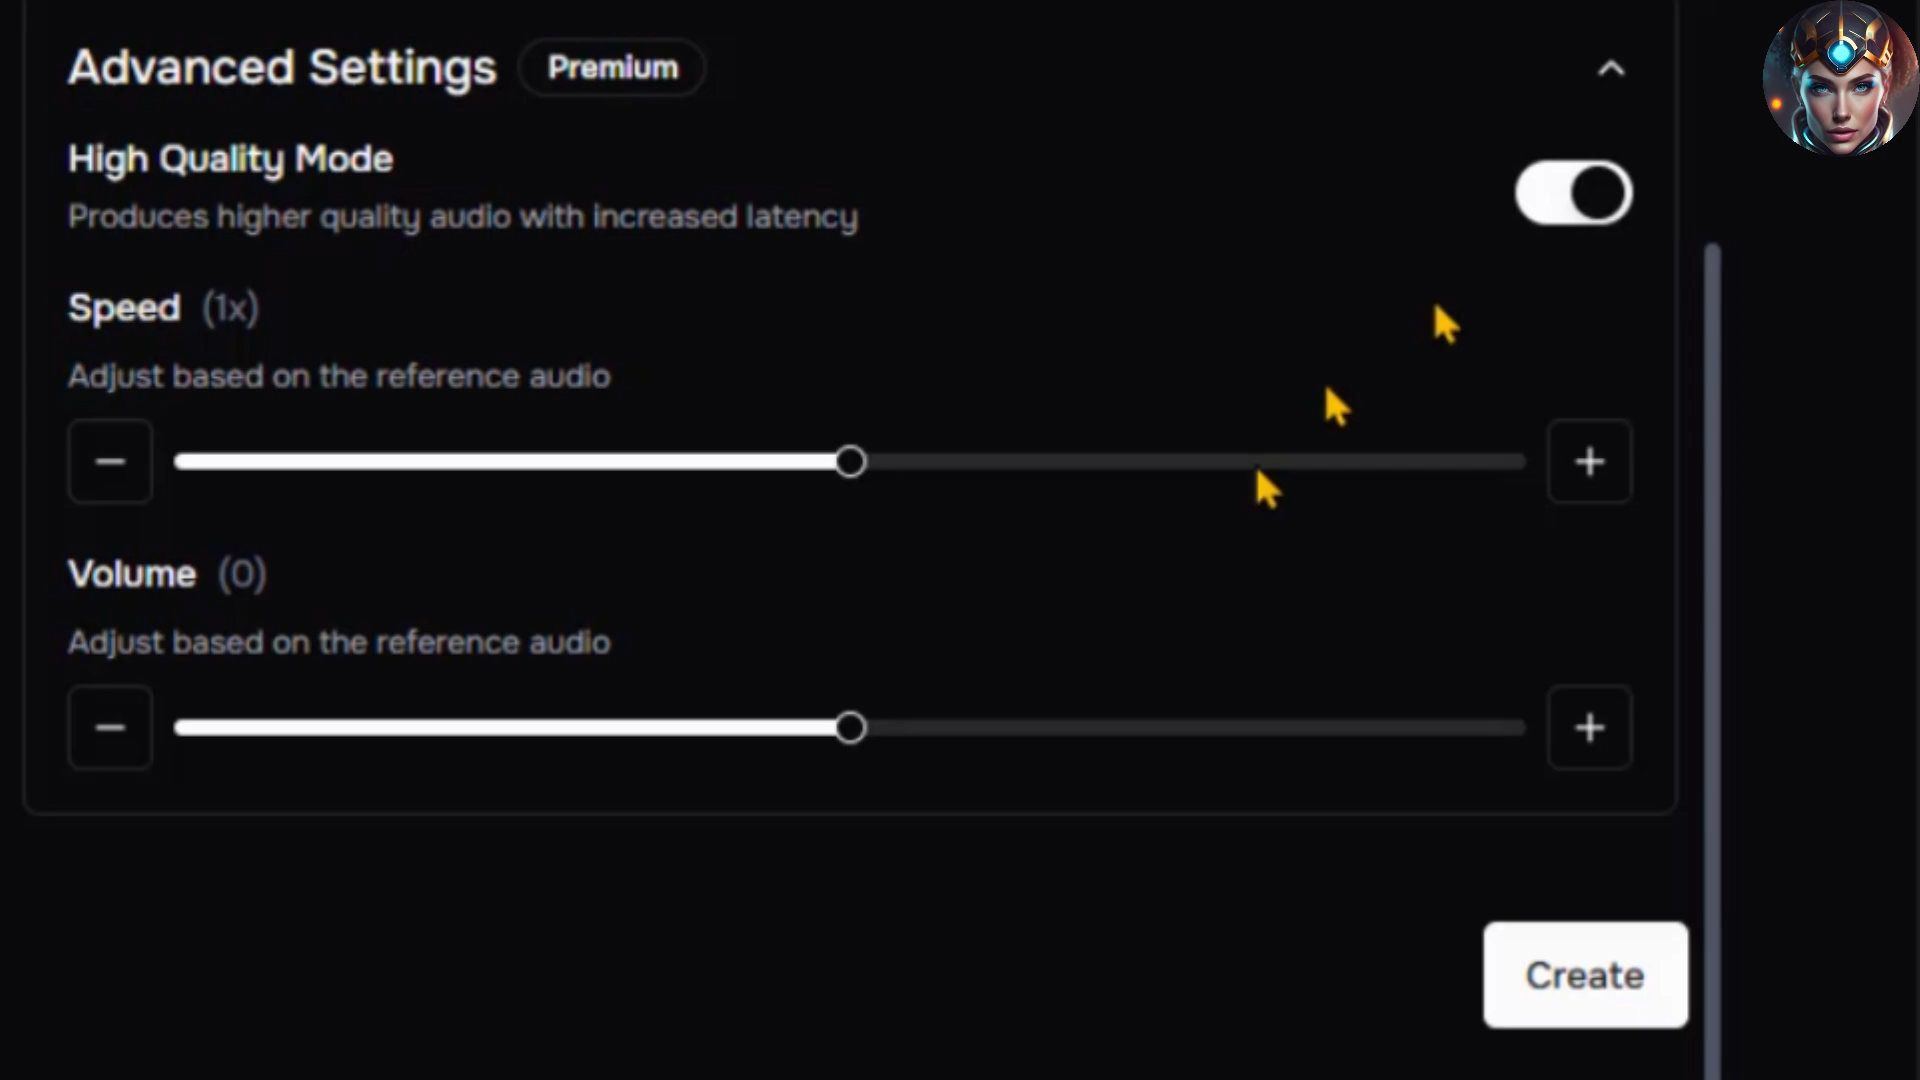 Advanced Settings Premium
High Quality Mode
Produces higher quality audio with increased latency
Speed (1x)
Adjust based on the reference audio
Volume (0)
Adjust based on the reference audio
Create